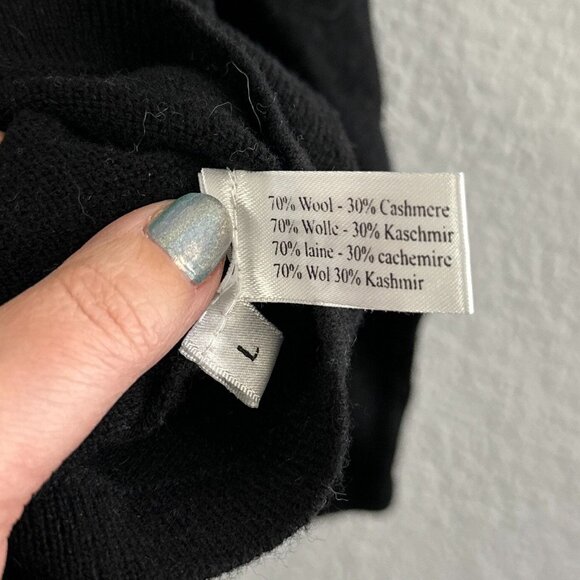 70% Wool - 30% Cashmere
70% Wolle - 30% Kaschmir
70% laine - 30% cachemire
70% Wol 30% Kashmir
L